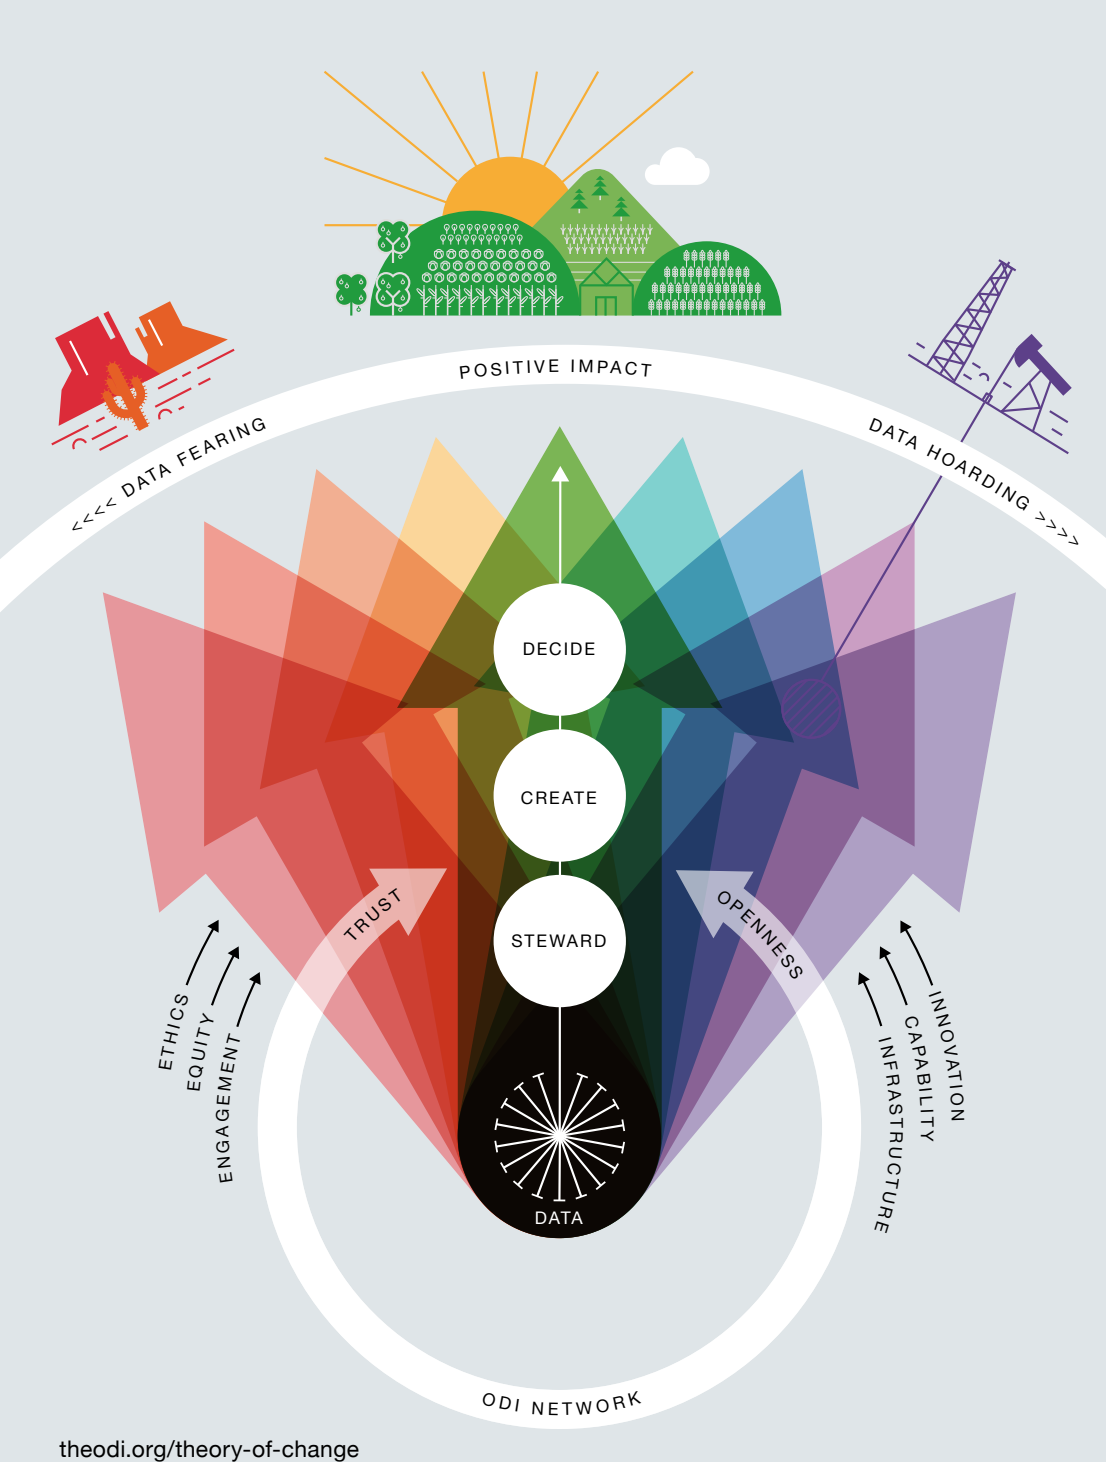 POSITIVE IMPACT
<<<< DATA FEARING
DATA HOARDING >>>>
DECIDE
CREATE
STEWARD
TRUST
OPENNESS
ETHICS
EQUITY
ENGAGEMENT
INNOVATION
CAPABILITY
INFRASTRUCTURE
DATA
ODI NETWORK
theodi.org/theory-of-change